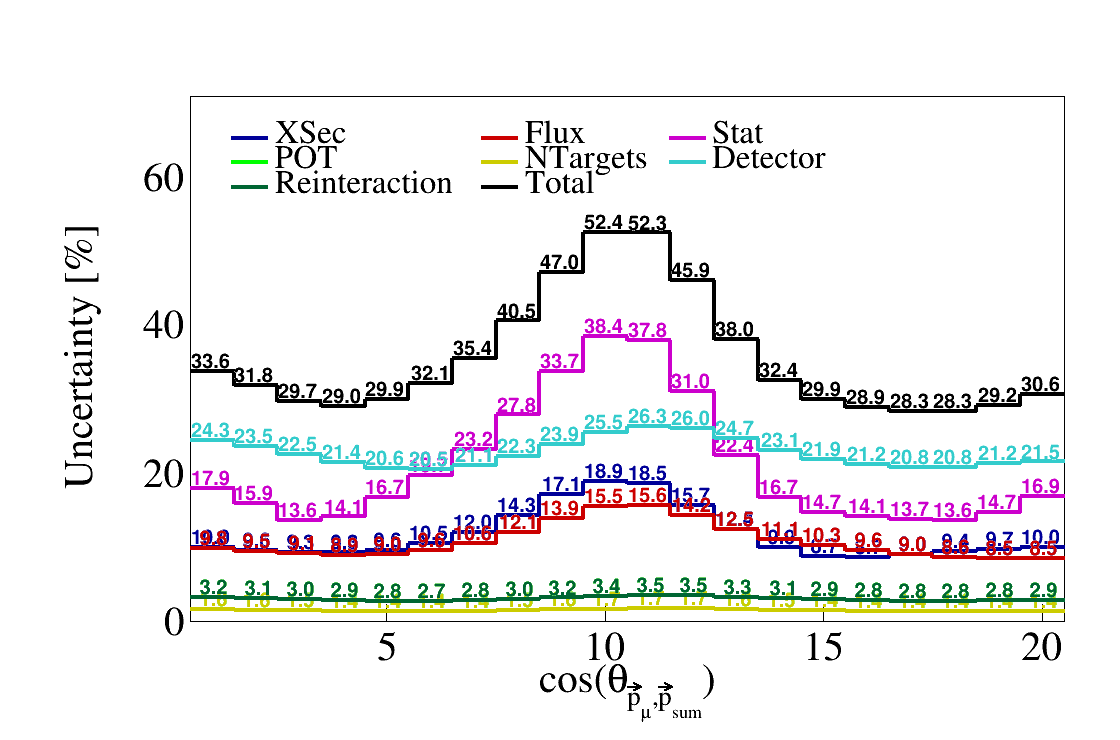 XSec Flux Stat
POT NTargets Detector
Reinteraction Total
Uncertainty [%]
60
40
20
0
33.6 31.8 29.7 29.0 29.9 32.1 35.4 40.5 47.0 52.4 52.3 45.9 38.0 32.4 29.9 28.9 28.3 28.3 29.2 30.6
24.3 23.5 22.5 21.4 20.6 20.5 21.1 22.3 23.9 25.5 26.3 26.0 24.7 23.1 21.9 21.2 20.8 20.8 21.2 21.5
17.9 15.9 13.6 14.1 16.7 23.2 27.8 33.7 38.4 37.8 31.0 22.4 16.7 14.7 14.1 13.7 13.6 14.7 16.9
10.5 12.0 14.3 17.1 18.9 18.5 15.7 9.4 9.7 10.0
12.1 13.9 15.5 15.6 14.2 11.1 10.3 9.6 9.0
3.2 3.1 3.0 2.9 2.8 2.7 2.8 3.0 3.2 3.4 3.5 3.5 3.3 3.1 2.9 2.8 2.8 2.8 2.8 2.9
5 10 15 20
cos(θp⃗μ,p⃗sum)